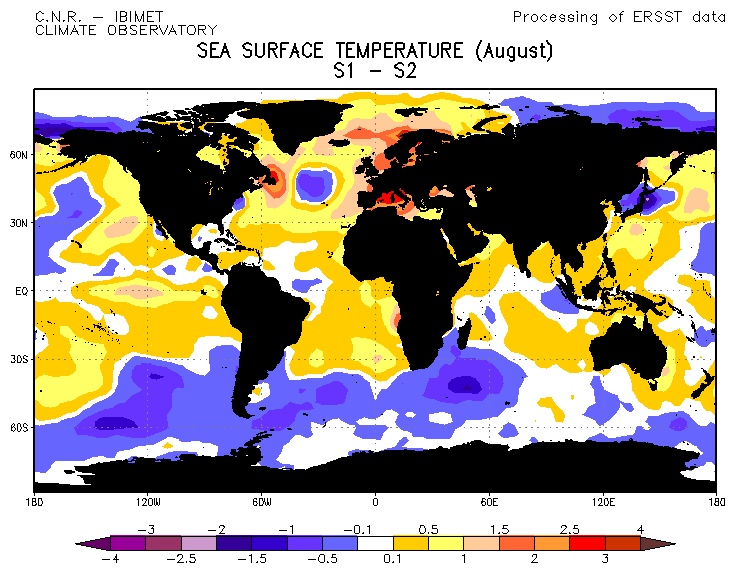 C.N.R. – IBIMET
Processing of ERSST data
CLIMATE OBSERVATORY
SEA SURFACE TEMPERATURE (August)
S1 – S2
60N
30N
EQ
30S
60S
180 120W 60W 0 60E 120E 180
−3 −2 −1 −0.1 0.5 1.5 2.5 4
−4 −2.5 −1.5 −0.5 0.1 1 2 3